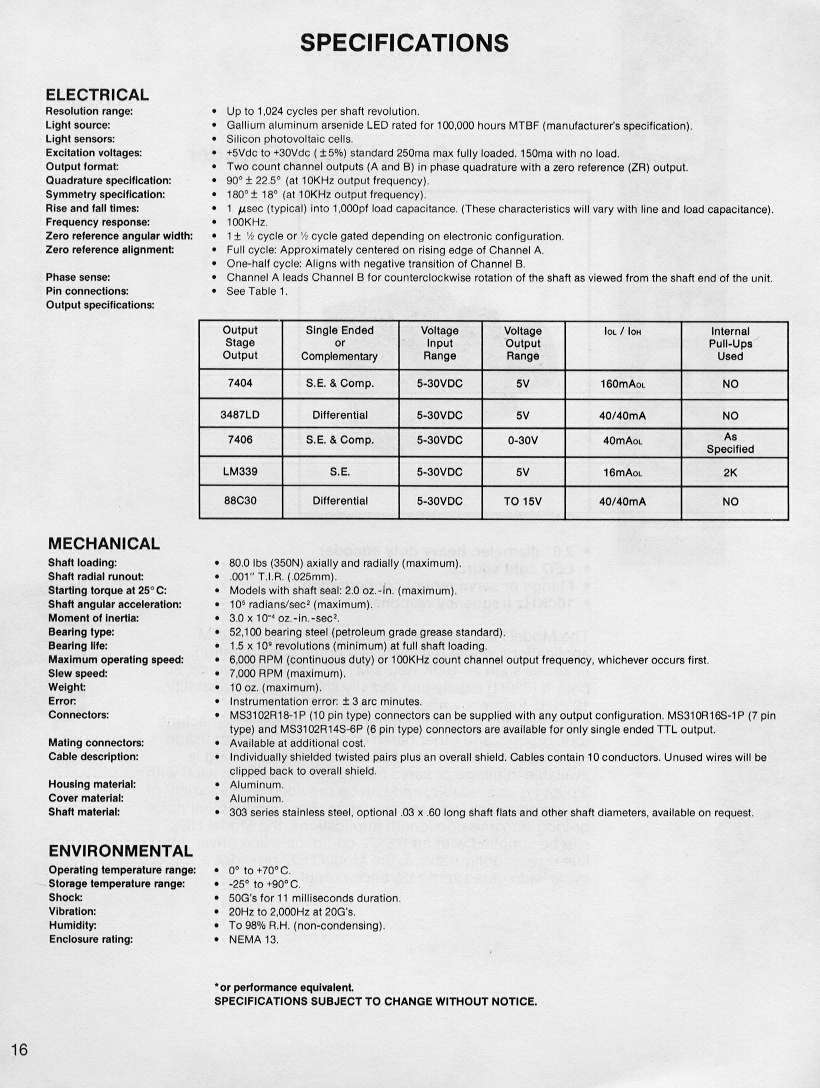 SPECIFICATIONS
ELECTRICAL
Resolution range: • Up to 1,024 cycles per shaft revolution.
Light source: • Gallium aluminum arsenide LED rated for 100,000 hours MTBF (manufacturer's specification).
Light sensors: • Silicon photovoltaic cells.
Excitation voltages: • +5Vdc to +30Vdc (±5%) standard 250ma max fully loaded. 150ma with no load.
Output format: • Two count channel outputs (A and B) in phase quadrature with a zero reference (ZR) output.
Quadrature specification: • 90° ± 22.5° (at 10KHz output frequency).
Symmetry specification: • 180° ± 18° (at 10KHz output frequency).
Rise and fall times: • 1 µsec (typical) into 1,000pf load capacitance. (These characteristics will vary with line and load capacitance).
Frequency response: • 100KHz.
Zero reference angular width: • 1 ± ½ cycle or ½ cycle gated depending on electronic configuration.
Zero reference alignment: • Full cycle: Approximately centered on rising edge of Channel A.
• One-half cycle: Aligns with negative transition of Channel B.
Phase sense: • Channel A leads Channel B for counterclockwise rotation of the shaft as viewed from the shaft end of the unit.
Pin connections: • See Table 1.
Output specifications:
Output Single Ended Voltage Voltage IOL / IOH Internal
Stage or Input Output Pull-Ups
Output Complementary Range Range Used
7404 S.E. & Comp. 5-30VDC 5V 160mAOL NO
3487LD Differential 5-30VDC 5V 40/40mA NO
7406 S.E. & Comp. 5-30VDC 0-30V 40mAOL As
Specified
LM339 S.E. 5-30VDC 5V 16mAOL 2K
88C30 Differential 5-30VDC TO 15V 40/40mA NO
MECHANICAL
Shaft loading: • 80.0 lbs (350N) axially and radially (maximum).
Shaft radial runout: • .001" T.I.R. (.025mm).
Starting torque at 25°C: • Models with shaft seal: 2.0 oz.-in. (maximum).
Shaft angular acceleration: • 10⁵ radians/sec² (maximum).
Moment of inertia: • 3.0 x 10⁻⁴ oz.-in.-sec².
Bearing type: • 52,100 bearing steel (petroleum grade grease standard).
Bearing life: • 1.5 x 10⁹ revolutions (minimum) at full shaft loading.
Maximum operating speed: • 6,000 RPM (continuous duty) or 100KHz count channel output frequency, whichever occurs first.
Slew speed: • 7,000 RPM (maximum).
Weight: • 10 oz. (maximum).
Error: • Instrumentation error: ± 3 arc minutes.
Connectors: • MS3102R18-1P (10 pin type) connectors can be supplied with any output configuration. MS310R16S-1P (7 pin
type) and MS3102R14S-6P (6 pin type) connectors are available for only single ended TTL output.
Mating connectors: • Available at additional cost.
Cable description: • Individually shielded twisted pairs plus an overall shield. Cables contain 10 conductors. Unused wires will be
clipped back to overall shield.
Housing material: • Aluminum.
Cover material: • Aluminum.
Shaft material: • 303 series stainless steel, optional .03 x .60 long shaft flats and other shaft diameters, available on request.
ENVIRONMENTAL
Operating temperature range: • 0° to +70°C.
Storage temperature range: • -25° to +90°C.
Shock: • 50G's for 11 milliseconds duration.
Vibration: • 20Hz to 2,000Hz at 20G's.
Humidity: • To 98% R.H. (non-condensing).
Enclosure rating: • NEMA 13.
*or performance equivalent.
SPECIFICATIONS SUBJECT TO CHANGE WITHOUT NOTICE.
16